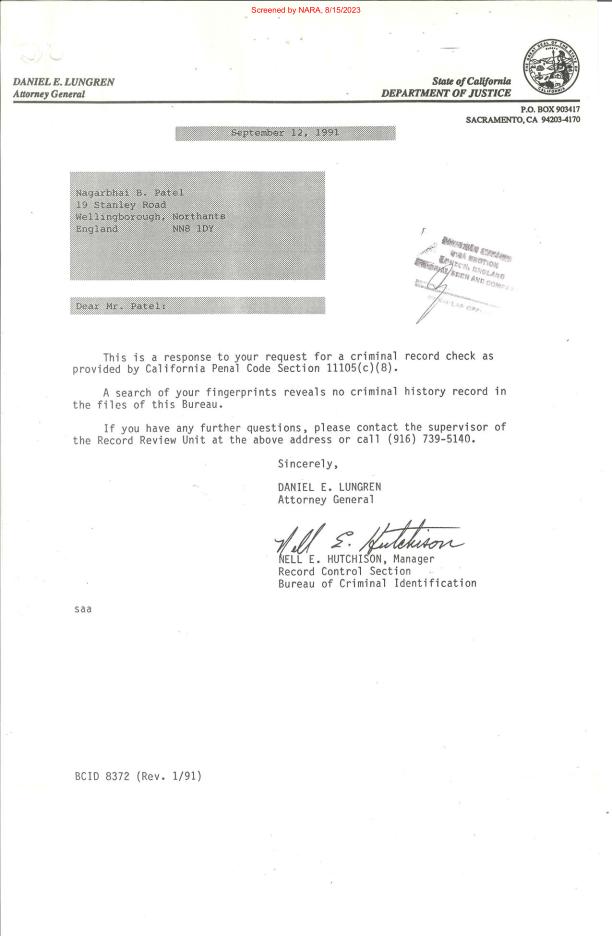 Screened by NARA, 8/15/2023
DANIEL E. LUNGREN
Attorney General
State of California
DEPARTMENT OF JUSTICE
P.O. BOX 903417
SACRAMENTO, CA 94203-4170
September 12, 1991
Nagarbhai B. Patel
19 Stanley Road
Wellingborough, Northants
England NN8 1DY
VISA SECTION
LONDON, ENGLAND
Dear Mr. Patel:
This is a response to your request for a criminal record check as
provided by California Penal Code Section 11105(c)(8).
A search of your fingerprints reveals no criminal history record in
the files of this Bureau.
If you have any further questions, please contact the supervisor of
the Record Review Unit at the above address or call (916) 739-5140.
Sincerely,
DANIEL E. LUNGREN
Attorney General
Nell E. Hutchison
NELL E. HUTCHISON, Manager
Record Control Section
Bureau of Criminal Identification
saa
BCID 8372 (Rev. 1/91)